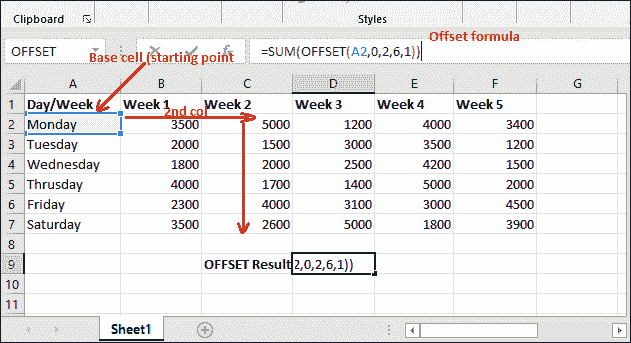 Clipboard
Styles
Offset formula
OFFSET
fx
=SUM(OFFSET(A2,0,2,6,1))
Base cell (starting point
A B C D E F G
1 Day/Week Week 1 Week 2 Week 3 Week 4 Week 5
2nd col
2 Monday 3500 5000 1200 4000 3400
3 Tuesday 2000 1500 3000 3500 1200
4 Wednesday 1800 2000 2500 4200 1500
5 Thrusday 4000 1700 1400 5000 2000
6 Friday 2300 4000 3100 3000 4500
7 Saturday 3500 2600 5000 1800 3900
8
9 OFFSET Result 2,0,2,6,1))
10
11
Sheet1